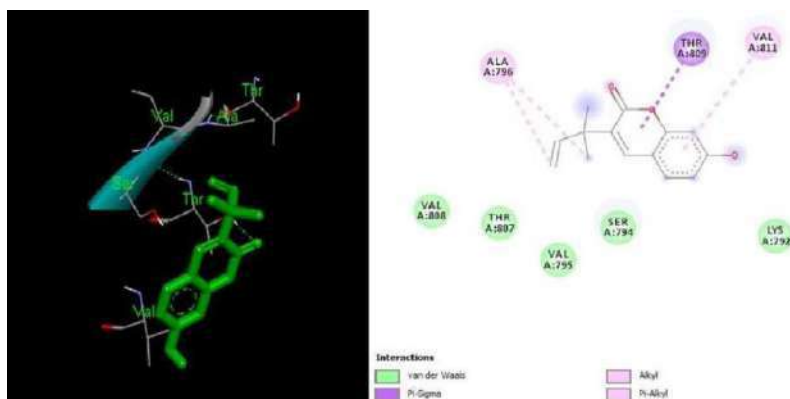 Thr
Val
Ala
Ser
Thr
Val
THR
A:809
VAL
A:811
ALA
A:796
O
O
O
VAL
A:808
THR
A:807
SER
A:794
VAL
A:795
LYS
A:792
Interactions
van der Waals
Pi-Sigma
Alkyl
Pi-Alkyl